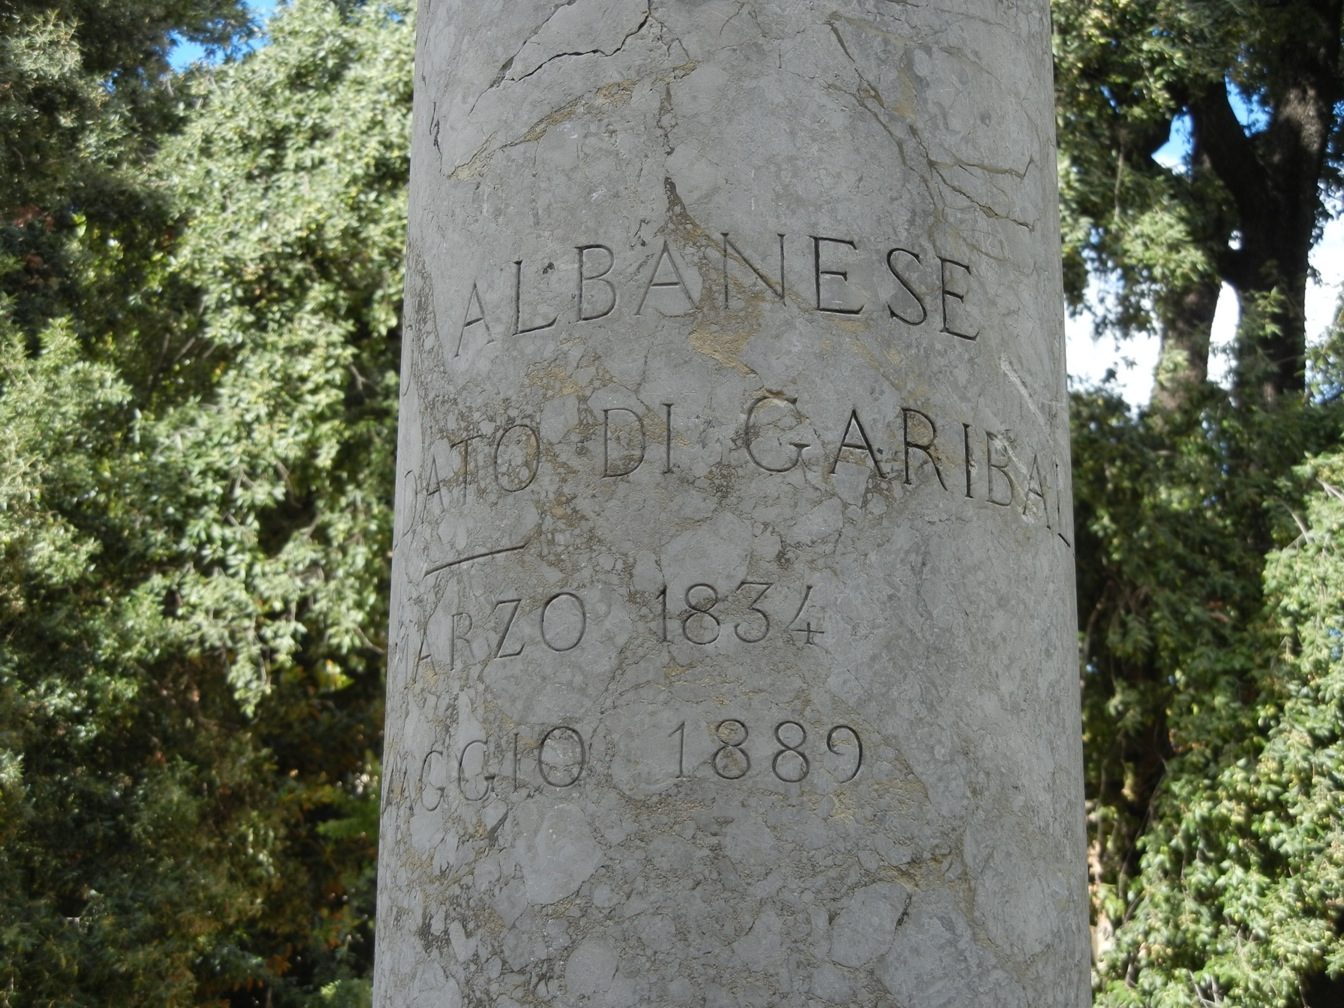 ALBANESE
DATO DI GARIBAL
ARZO 1834
AGGIO 1889